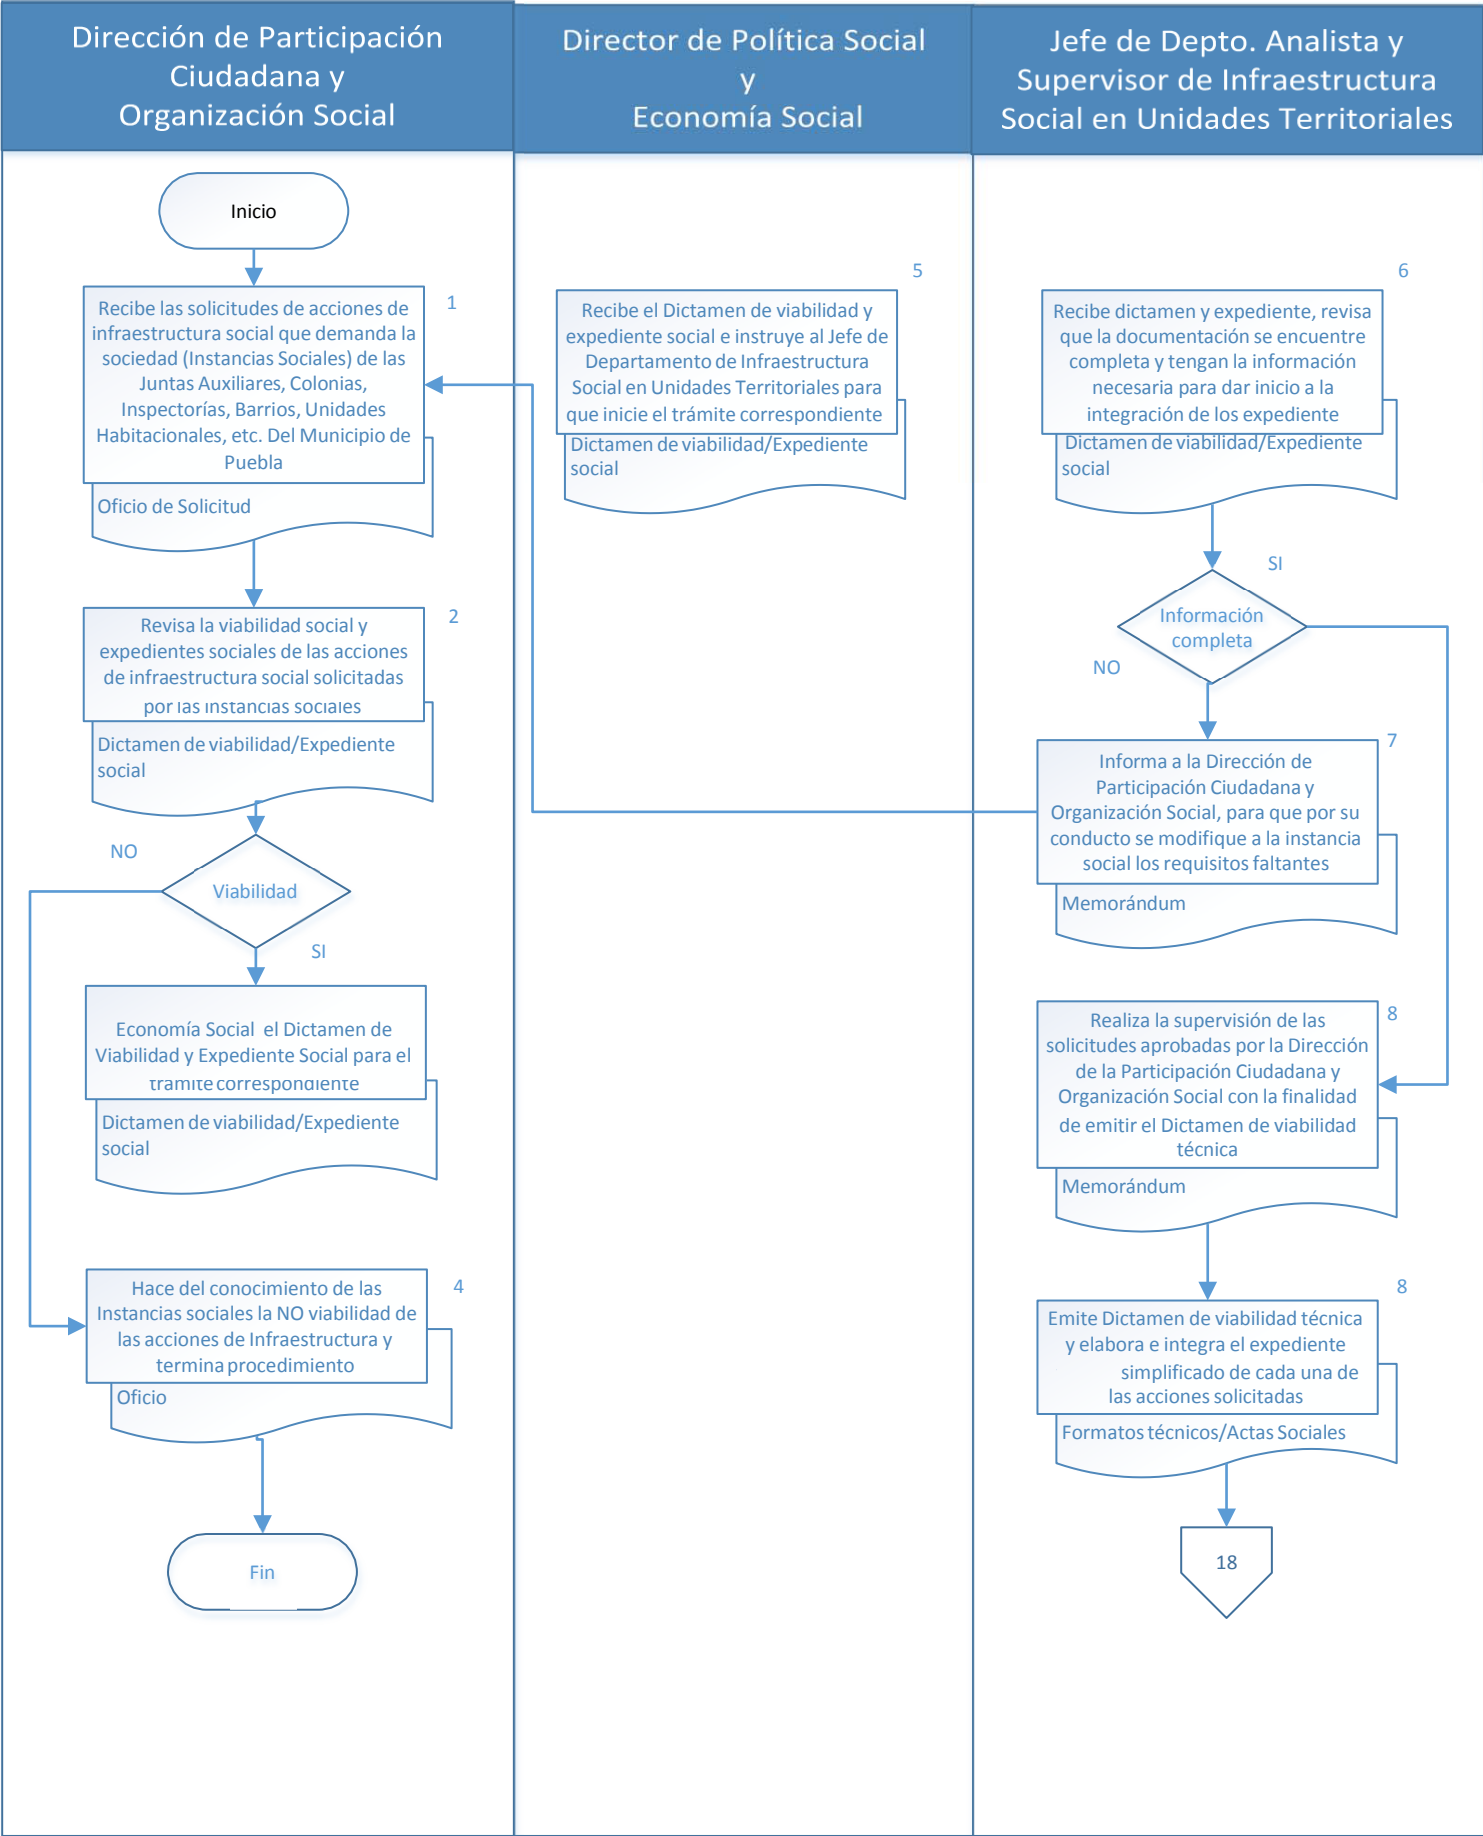 Dirección de Participación
Ciudadana y
Organización Social
Director de Política Social
y
Economía Social
Jefe de Depto. Analista y
Supervisor de Infraestructura
Social en Unidades Territoriales
Inicio
1
Recibe las solicitudes de acciones de
infraestructura social que demanda la
sociedad (Instancias Sociales) de las
Juntas Auxiliares, Colonias,
Inspectorías, Barrios, Unidades
Habitacionales, etc. Del Municipio de
Puebla
Oficio de Solicitud
2
Revisa la viabilidad social y
expedientes sociales de las acciones
de infraestructura social solicitadas
por las instancias sociales
Dictamen de viabilidad/Expediente
social
NO
Viabilidad
SI
Economía Social el Dictamen de
Viabilidad y Expediente Social para el
tramite correspondiente
Dictamen de viabilidad/Expediente
social
4
Hace del conocimiento de las
Instancias sociales la NO viabilidad de
las acciones de Infraestructura y
termina procedimiento
Oficio
Fin
5
Recibe el Dictamen de viabilidad y
expediente social e instruye al Jefe de
Departamento de Infraestructura
Social en Unidades Territoriales para
que inicie el trámite correspondiente
Dictamen de viabilidad/Expediente
social
6
Recibe dictamen y expediente, revisa
que la documentación se encuentre
completa y tengan la información
necesaria para dar inicio a la
integración de los expediente
Dictamen de viabilidad/Expediente
social
SI
Información
completa
NO
7
Informa a la Dirección de
Participación Ciudadana y
Organización Social, para que por su
conducto se modifique a la instancia
social los requisitos faltantes
Memorándum
8
Realiza la supervisión de las
solicitudes aprobadas por la Dirección
de la Participación Ciudadana y
Organización Social con la finalidad
de emitir el Dictamen de viabilidad
técnica
Memorándum
8
Emite Dictamen de viabilidad técnica
y elabora e integra el expediente
simplificado de cada una de
las acciones solicitadas
Formatos técnicos/Actas Sociales
18